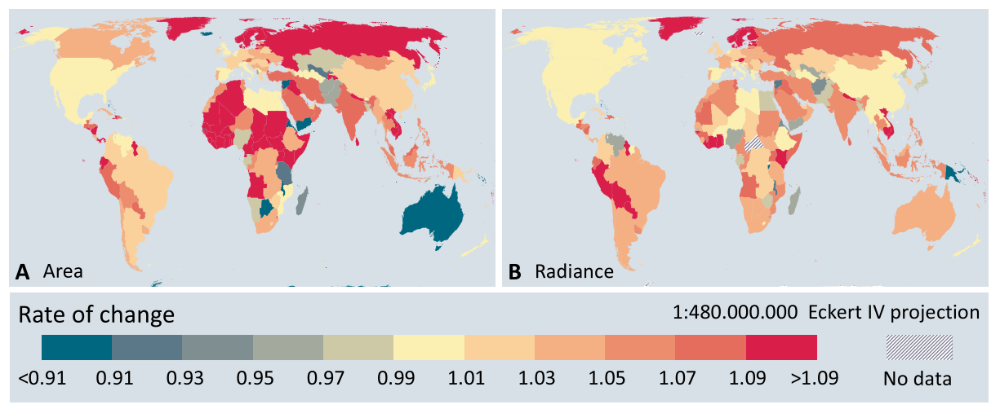 A Area
B Radiance
Rate of change
1:480.000.000 Eckert IV projection
<0.91 0.91 0.93 0.95 0.97 0.99 1.01 1.03 1.05 1.07 1.09 >1.09
No data